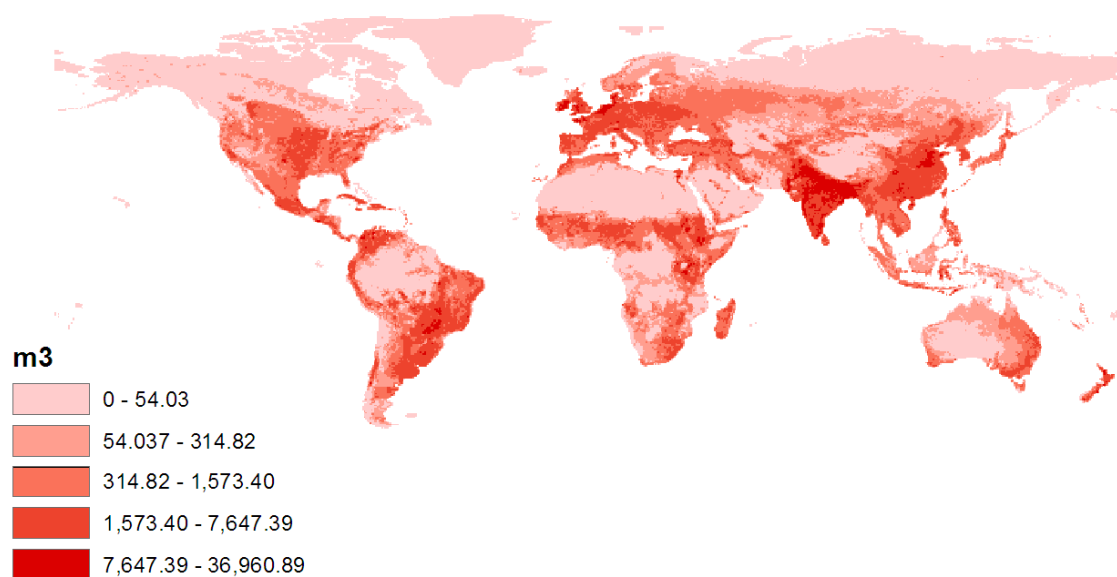 m3
0 - 54.03
54.037 - 314.82
314.82 - 1,573.40
1,573.40 - 7,647.39
7,647.39 - 36,960.89